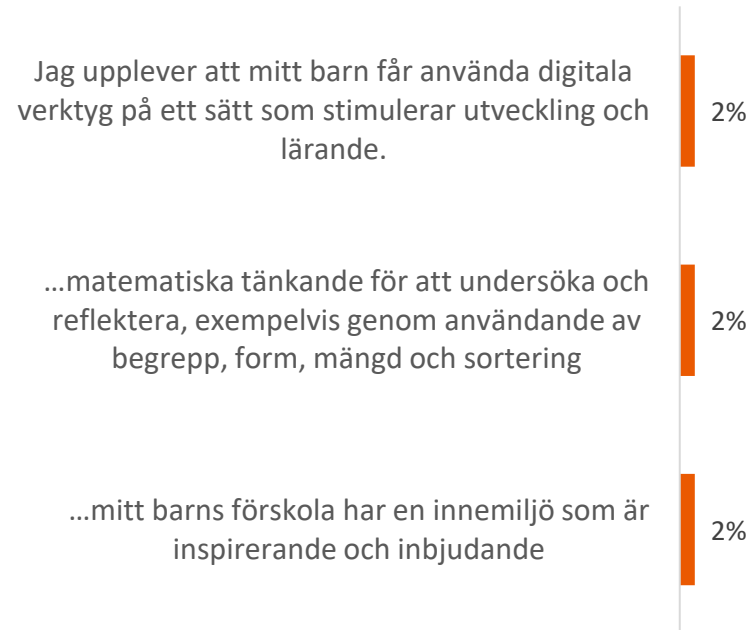 Jag upplever att mitt barn får använda digitala
verktyg på ett sätt som stimulerar utveckling och
lärande.
2%
…matematiska tänkande för att undersöka och
reflektera, exempelvis genom användande av
begrepp, form, mängd och sortering
2%
…mitt barns förskola har en innemiljö som är
inspirerande och inbjudande
2%